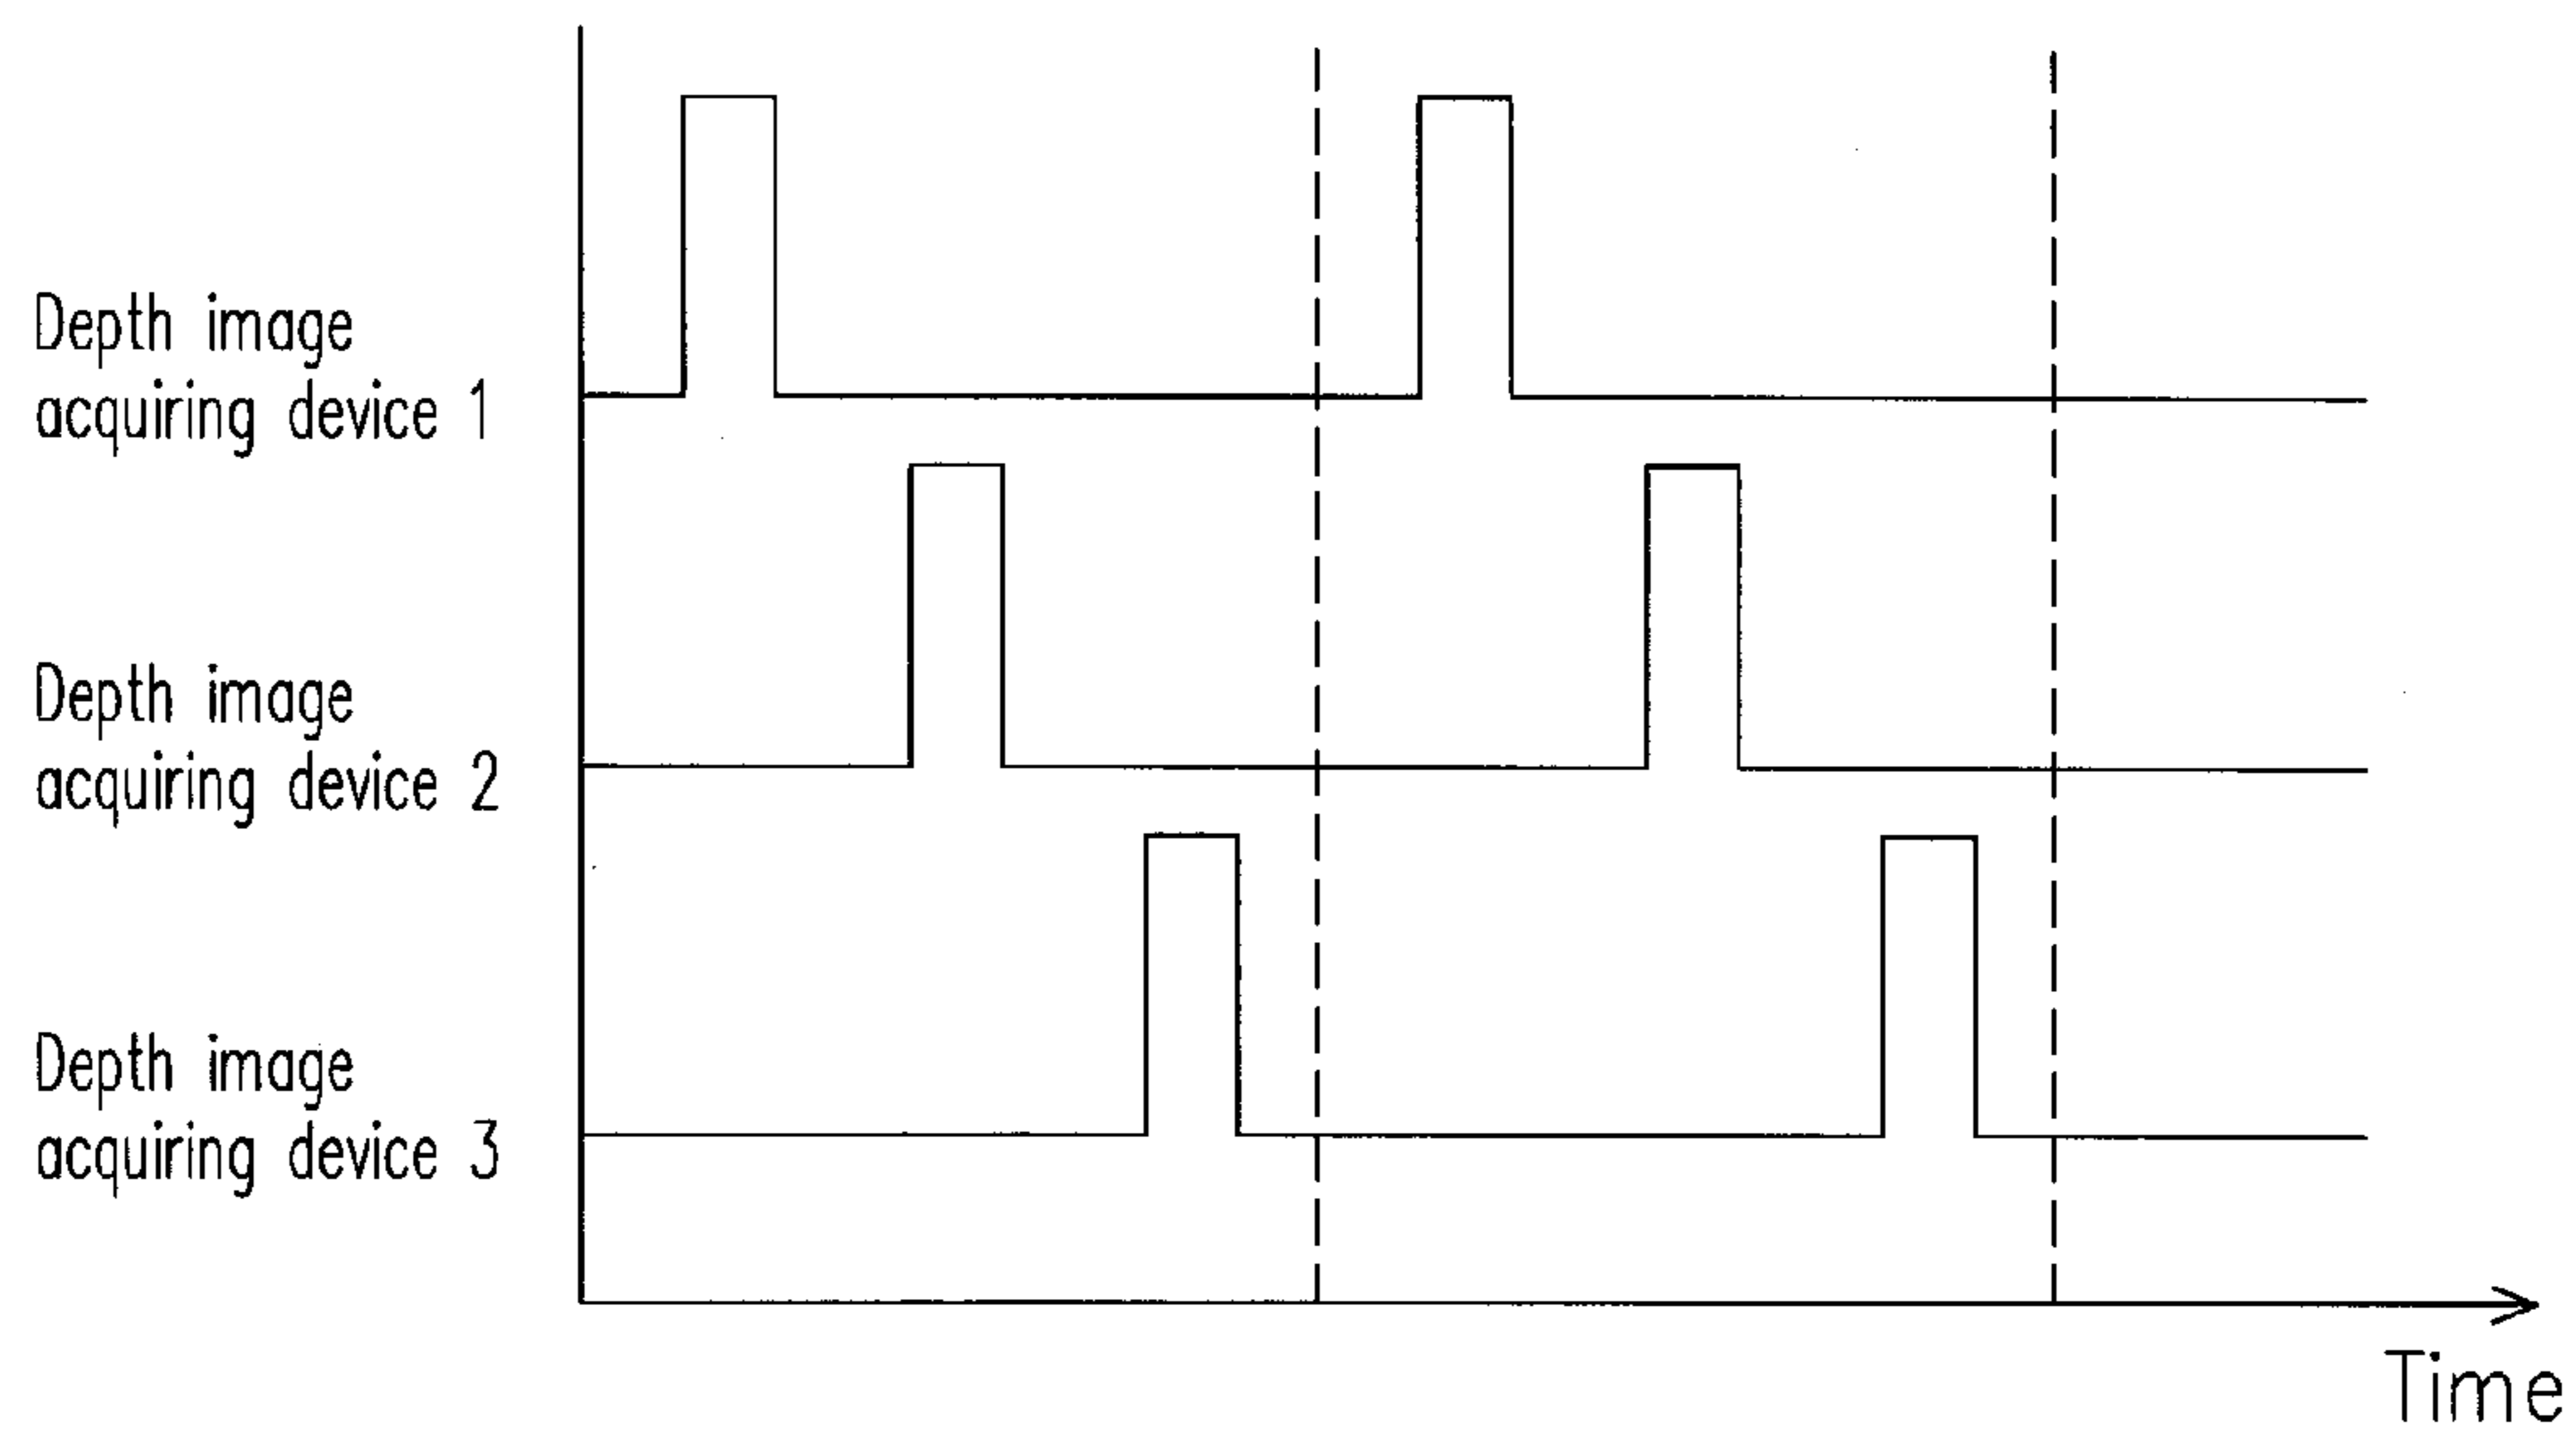 Depth image
acquiring device 1
Depth image
acquiring device 2
Depth image
acquiring device 3
Time